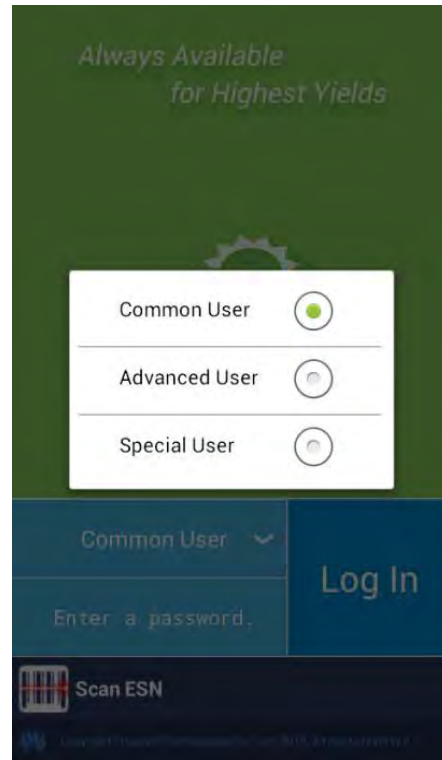 Always Available
for Highest Yields
Common User
Advanced User
Special User
Common User
Log In
Enter a password.
Scan ESN